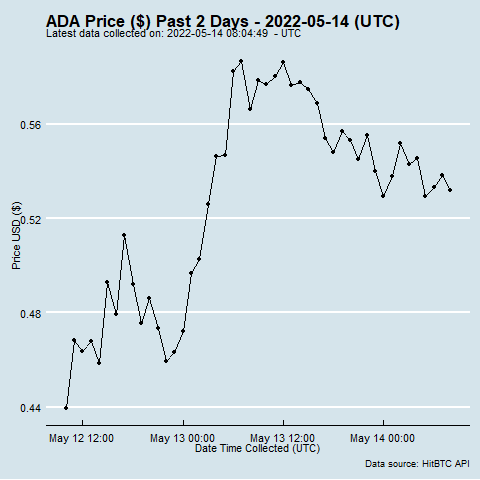 ADA Price ($) Past 2 Days - 2022-05-14 (UTC)
Latest data collected on: 2022-05-14 08:04:49 - UTC
Price USD ($)
0.56
0.52
0.48
0.44
May 12 12:00
May 13 00:00
May 13 12:00
May 14 00:00
Date Time Collected (UTC)
Data source: HitBTC API